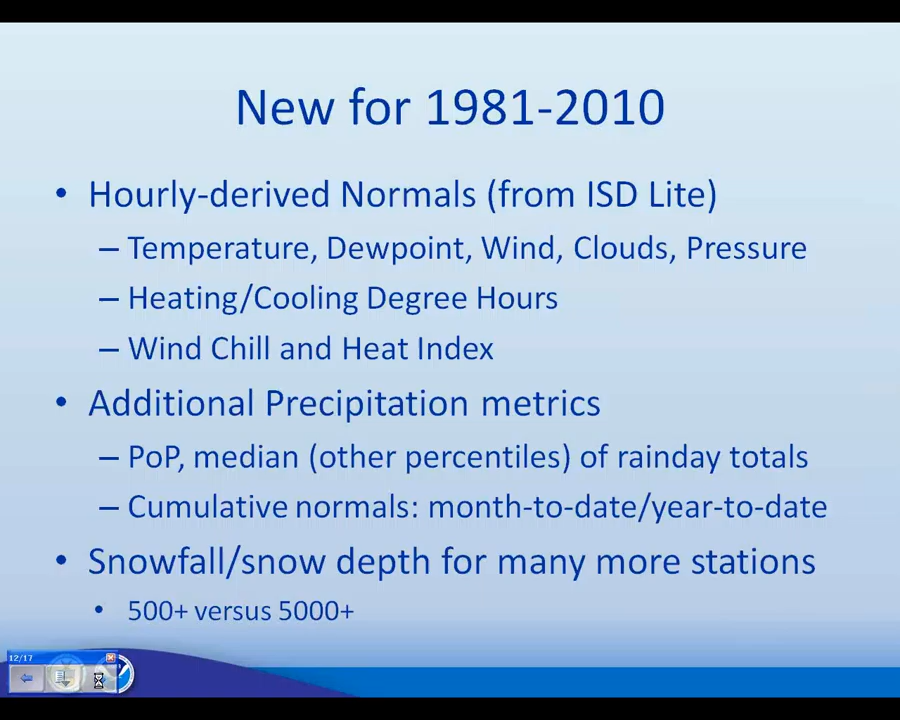 New for 1981-2010
• Hourly-derived Normals (from ISD Lite)
– Temperature, Dewpoint, Wind, Clouds, Pressure
– Heating/Cooling Degree Hours
– Wind Chill and Heat Index
• Additional Precipitation metrics
– PoP, median (other percentiles) of rainday totals
– Cumulative normals: month-to-date/year-to-date
• Snowfall/snow depth for many more stations
• 500+ versus 5000+
12/17